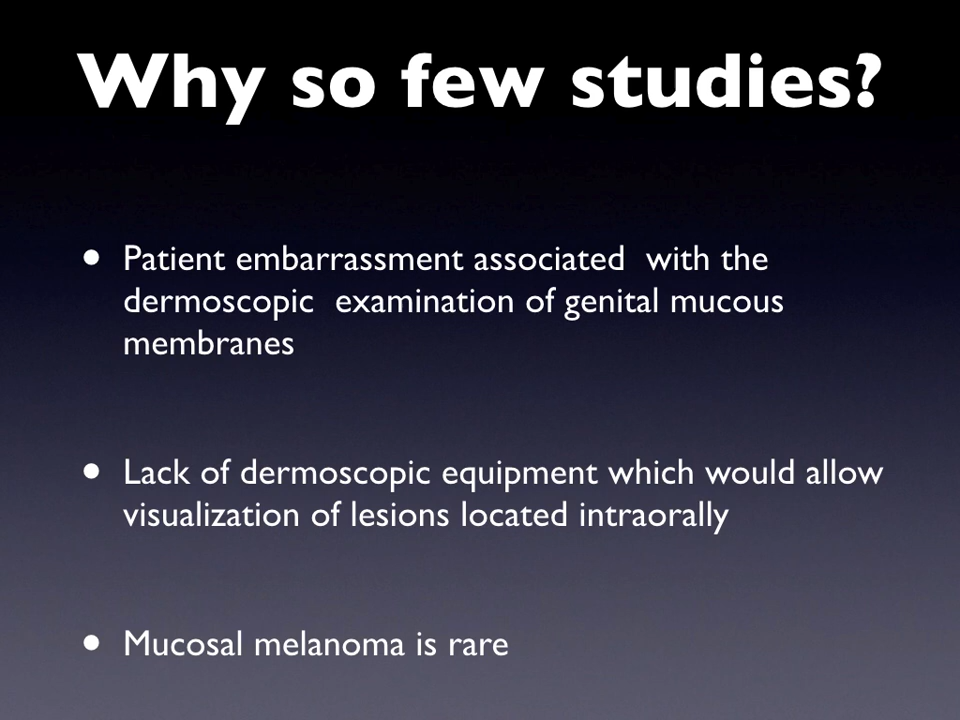 Why so few studies?
• Patient embarrassment associated  with the
dermoscopic  examination of genital mucous
membranes
• Lack of dermoscopic equipment which would allow
visualization of lesions located intraorally
• Mucosal melanoma is rare